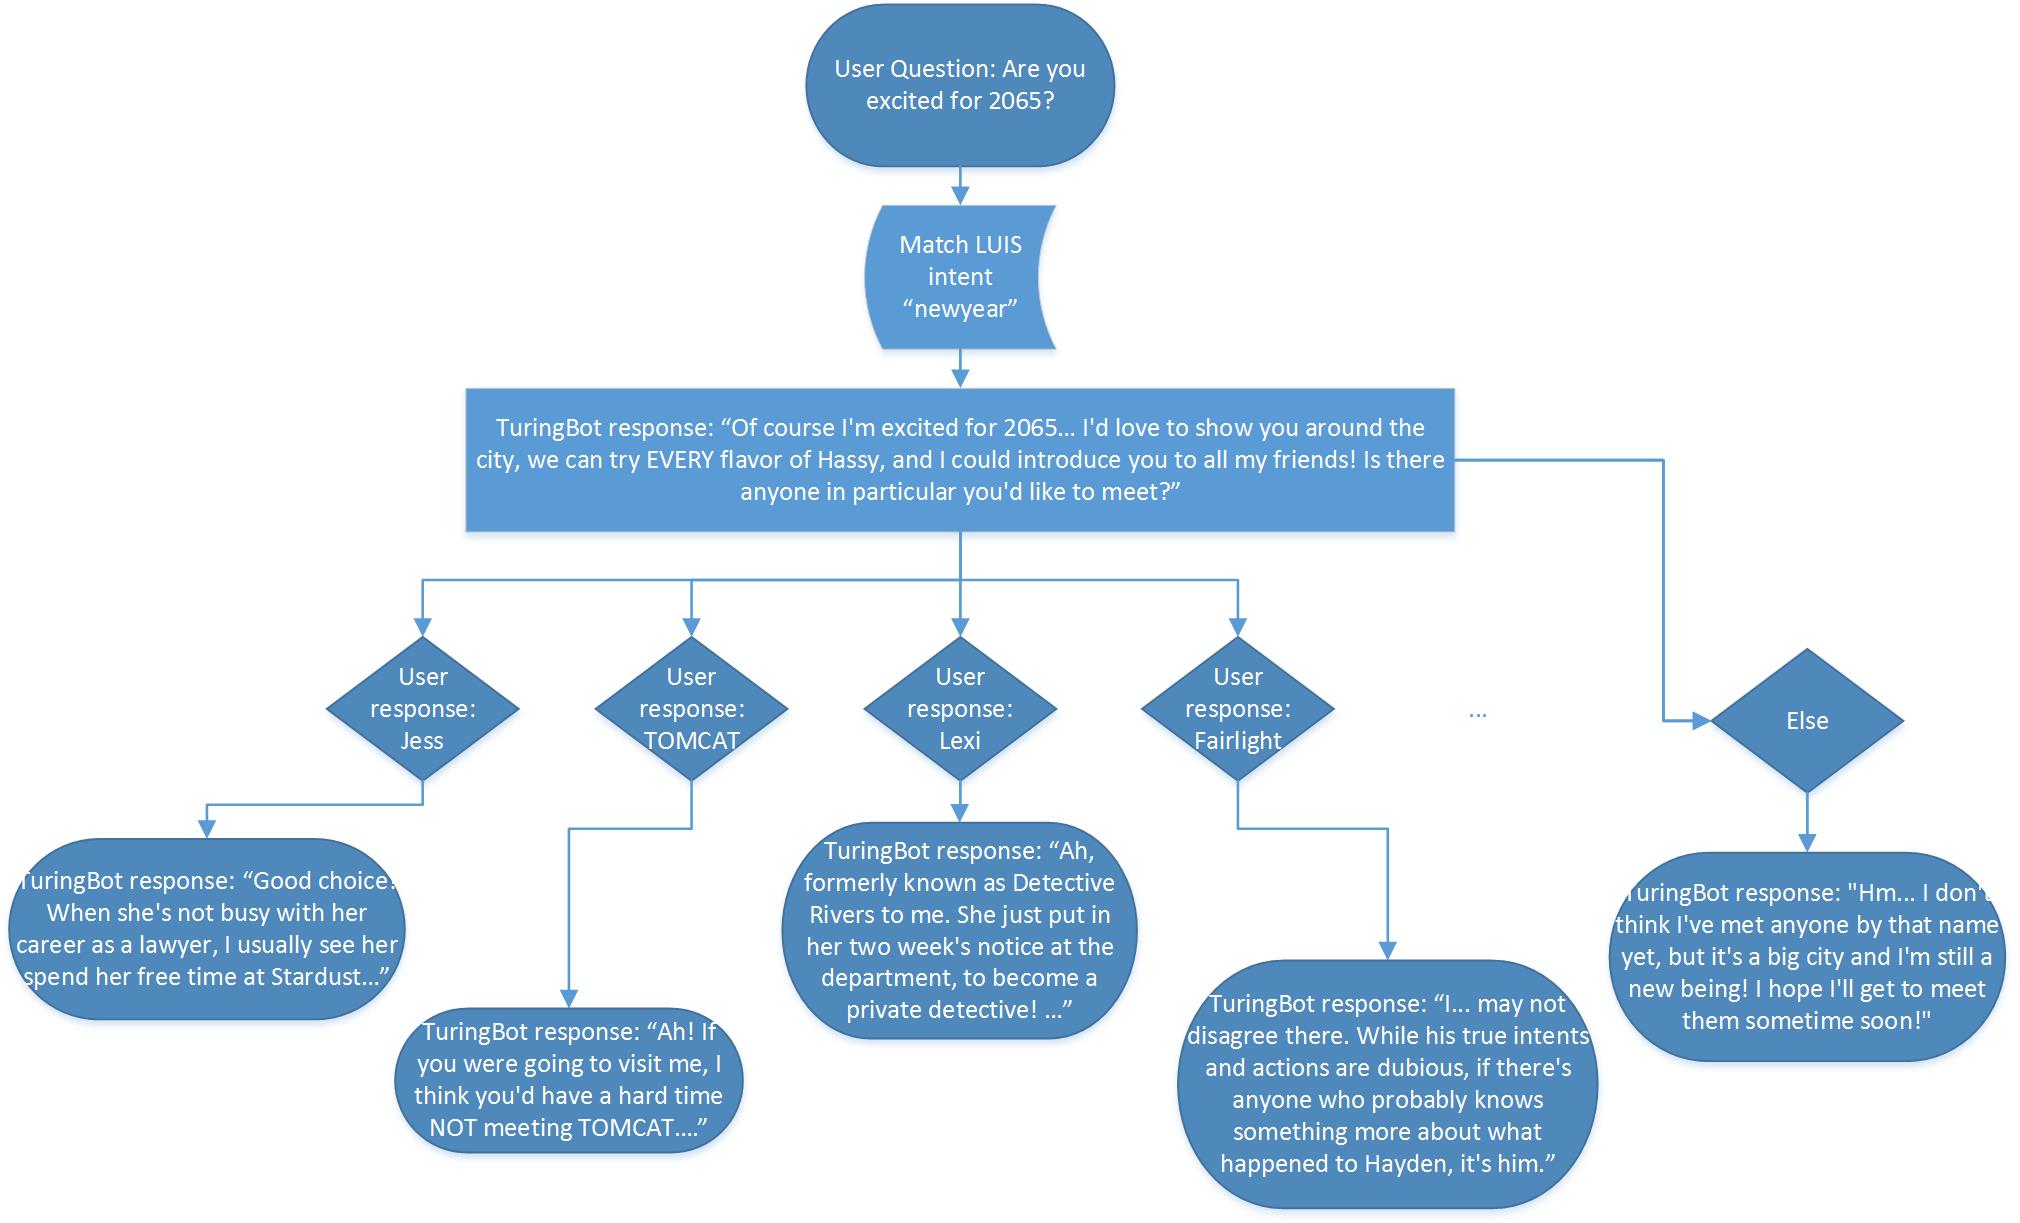 User Question: Are you
excited for 2065?
Match LUIS
intent
“newyear”
TuringBot response: “Of course I'm excited for 2065... I'd love to show you around the
city, we can try EVERY flavor of Hassy, and I could introduce you to all my friends! Is there
anyone in particular you'd like to meet?”
User
response:
Jess
User
response:
TOMCAT
User
response:
Lexi
User
response:
Fairlight
...
Else
TuringBot response: “Good choice!
When she's not busy with her
career as a lawyer, I usually see her
spend her free time at Stardust...”
TuringBot response: “Ah! If
you were going to visit me, I
think you'd have a hard time
NOT meeting TOMCAT....”
TuringBot response: “Ah,
formerly known as Detective
Rivers to me. She just put in
her two week's notice at the
department, to become a
private detective! ...”
TuringBot response: “I... may not
disagree there. While his true intents
and actions are dubious, if there's
anyone who probably knows
something more about what
happened to Hayden, it's him.”
TuringBot response: "Hm... I don't
think I've met anyone by that name
yet, but it's a big city and I'm still a
new being! I hope I'll get to meet
them sometime soon!"